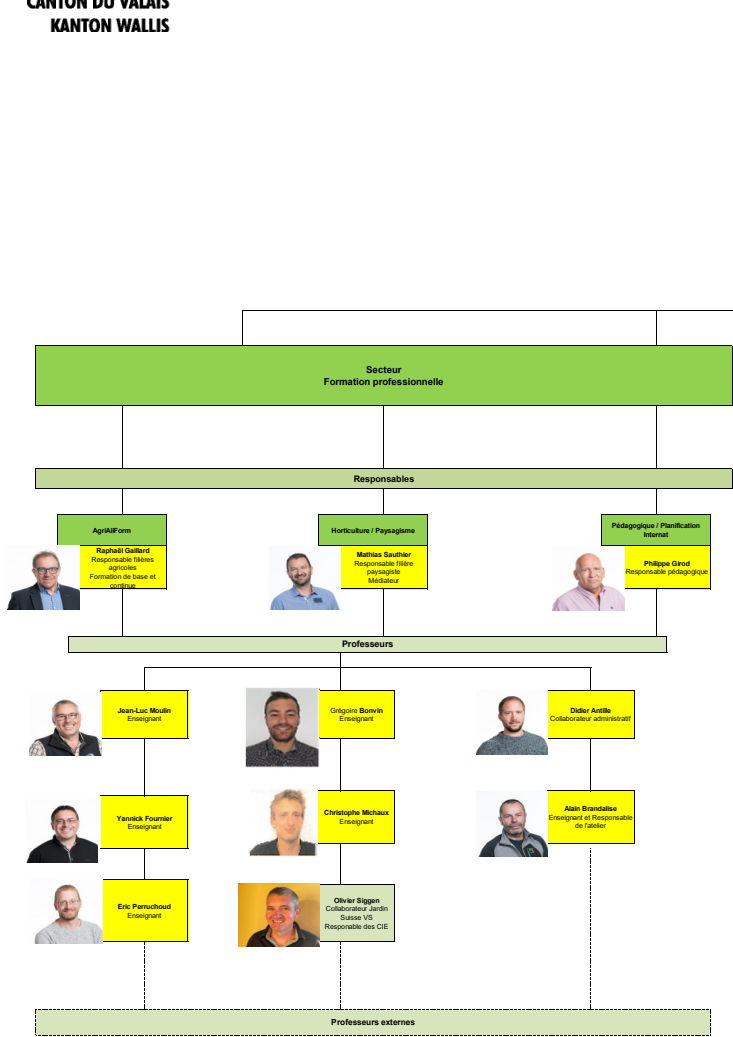 CANTON DU VALAIS
KANTON WALLIS
Secteur
Formation professionnelle
Responsables
AgriAliForm
Raphaël Gaillard
Responsable filières
agricoles
Formation de base et
continue
Horticulture / Paysagisme
Mathias Sauthier
Responsable filière
paysagiste
Médiateur
Pédagogique / Planification
Internat
Philippe Girod
Responsable pédagogique
Professeurs
Jean-Luc Moulin
Enseignant
Grégoire Bonvin
Enseignant
Didier Antille
Collaborateur administratif
Yannick Fournier
Enseignant
Christophe Michaux
Enseignant
Alain Brandalise
Enseignant et Responsable
de l'atelier
Eric Perruchoud
Enseignant
Olivier Siggen
Collaborateur Jardin
Suisse VS
Responable des CIE
Professeurs externes